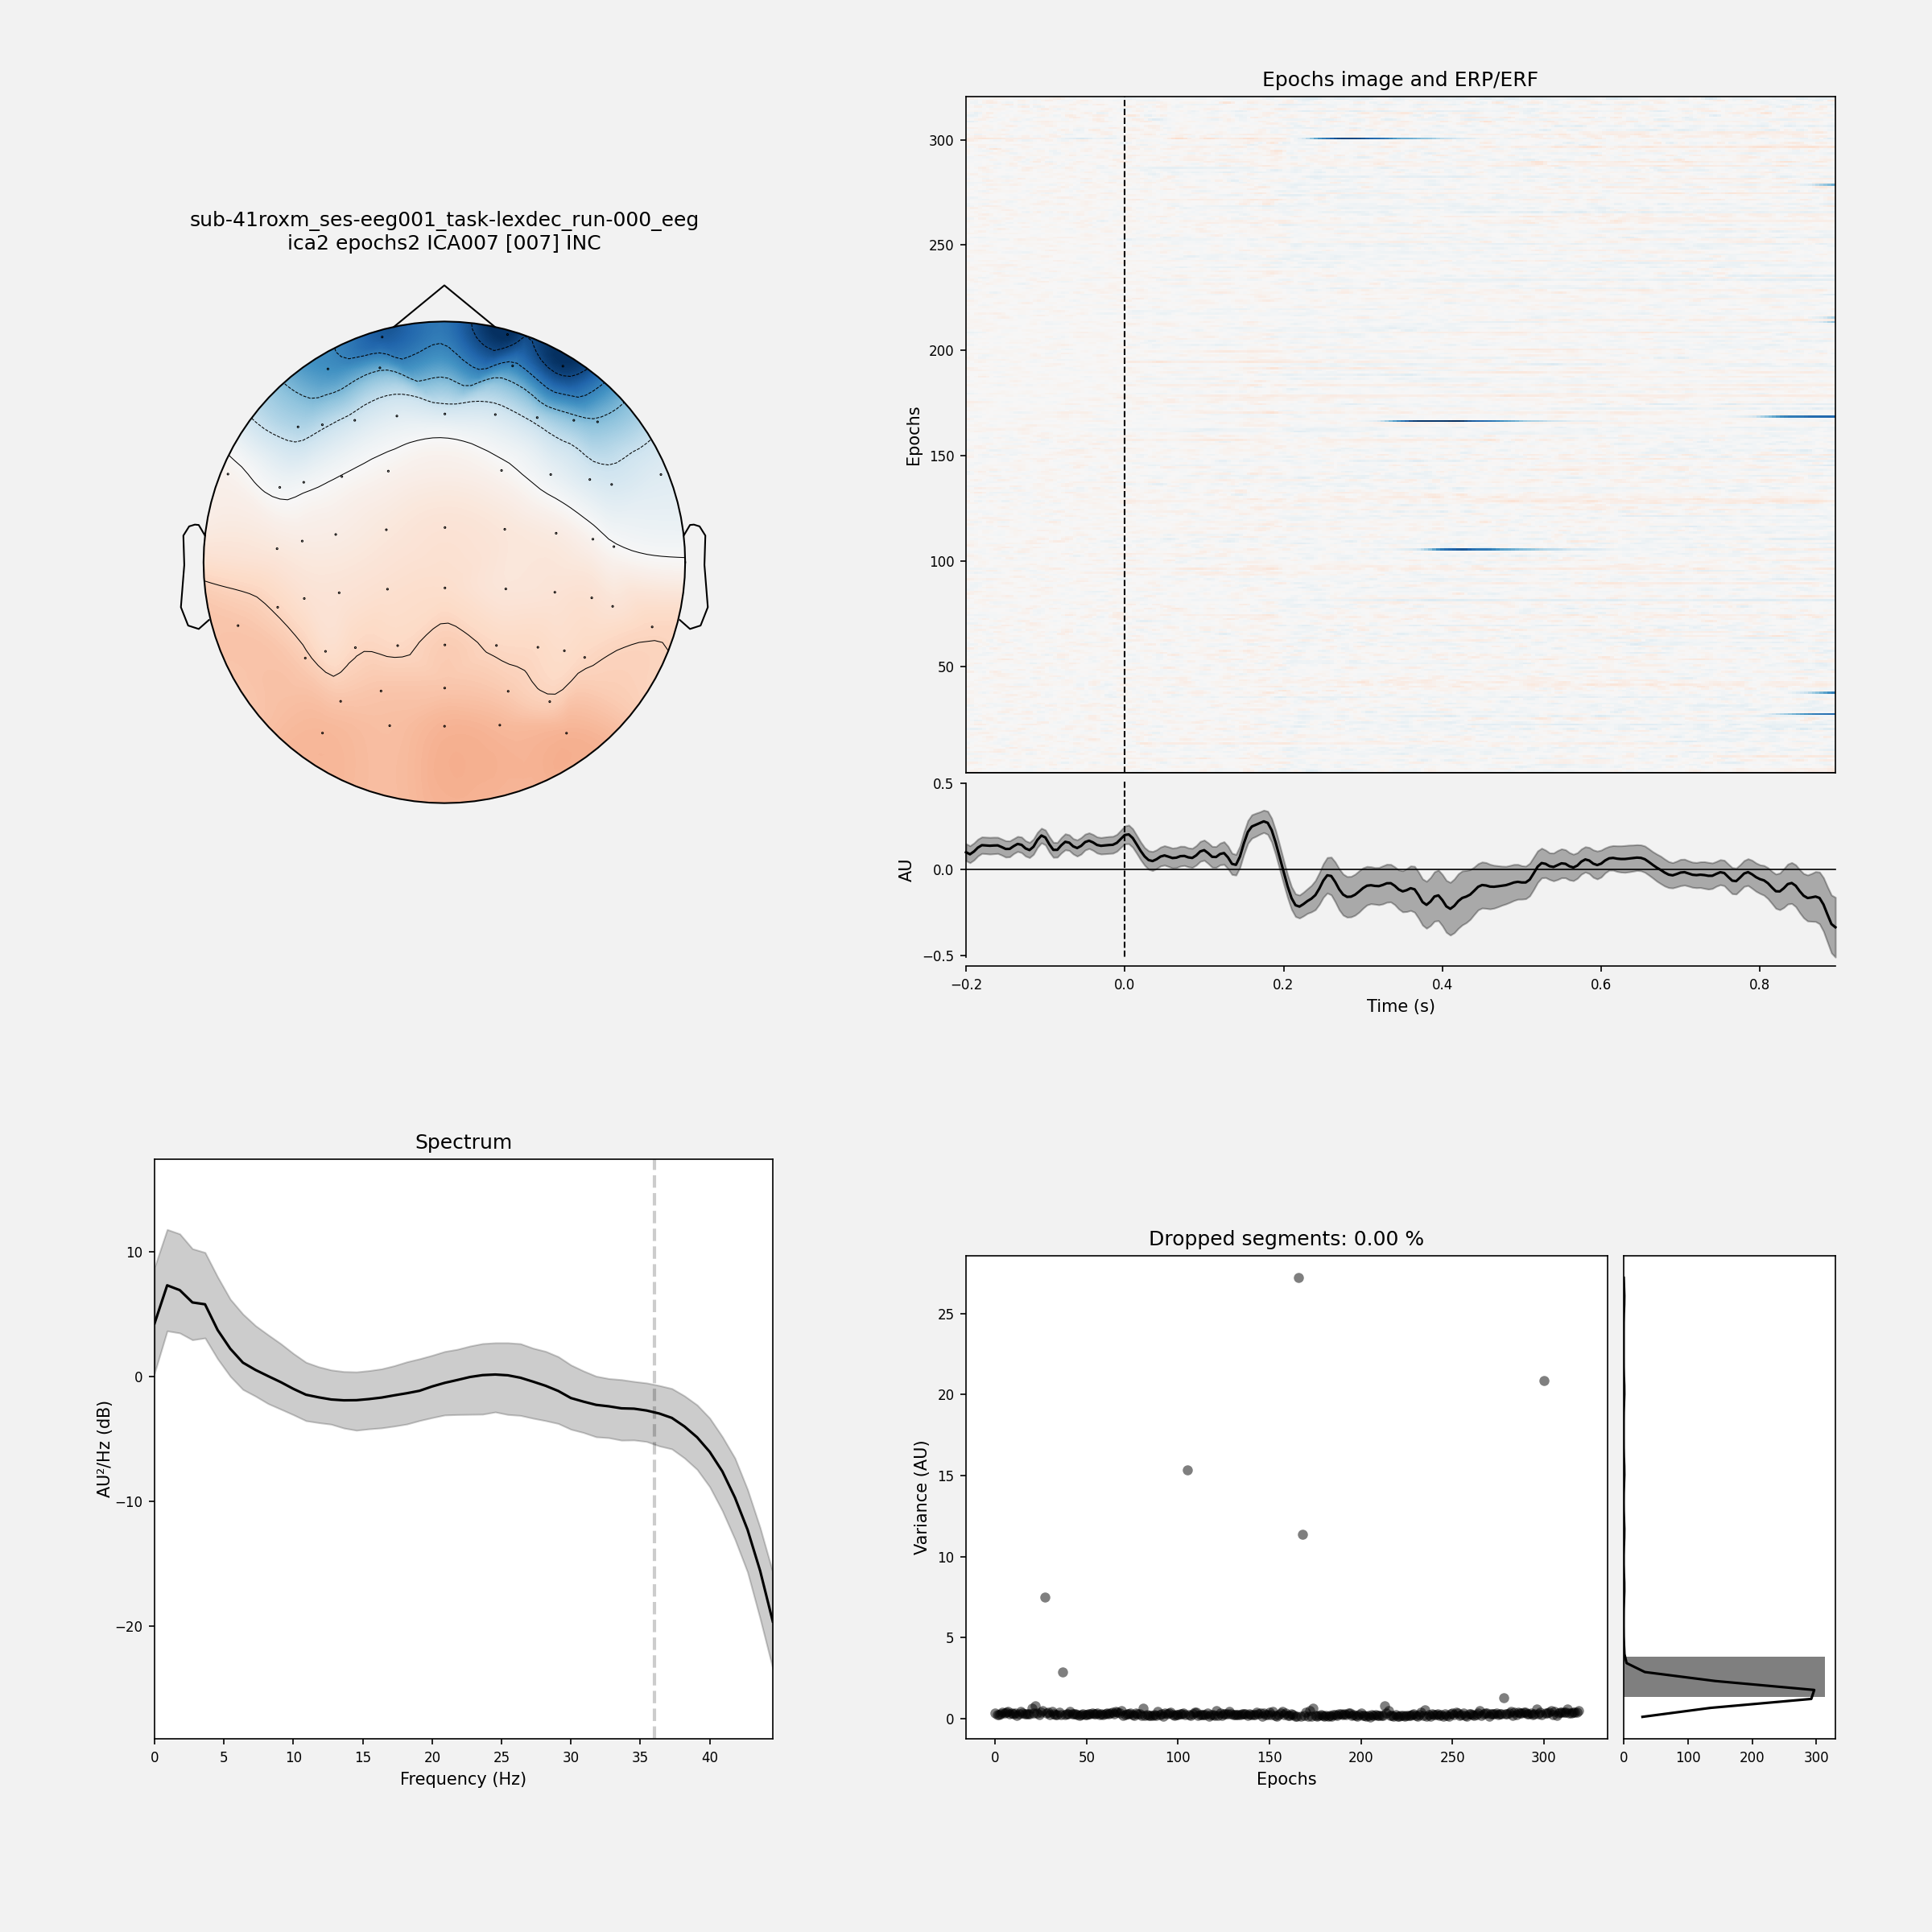 sub-41roxm_ses-eeg001_task-lexdec_run-000_eeg
ica2 epochs2 ICA007 [007] INC
Epochs image and ERP/ERF
300
250
200
150
100
50
Epochs
0.5
0.0
−0.5
AU
−0.2 0.0 0.2 0.4 0.6 0.8
Time (s)
Spectrum
10
0
−10
−20
AU²/Hz (dB)
0 5 10 15 20 25 30 35 40
Frequency (Hz)
Dropped segments: 0.00 %
25
20
15
10
5
0
Variance (AU)
0 50 100 150 200 250 300
Epochs
0 100 200 300